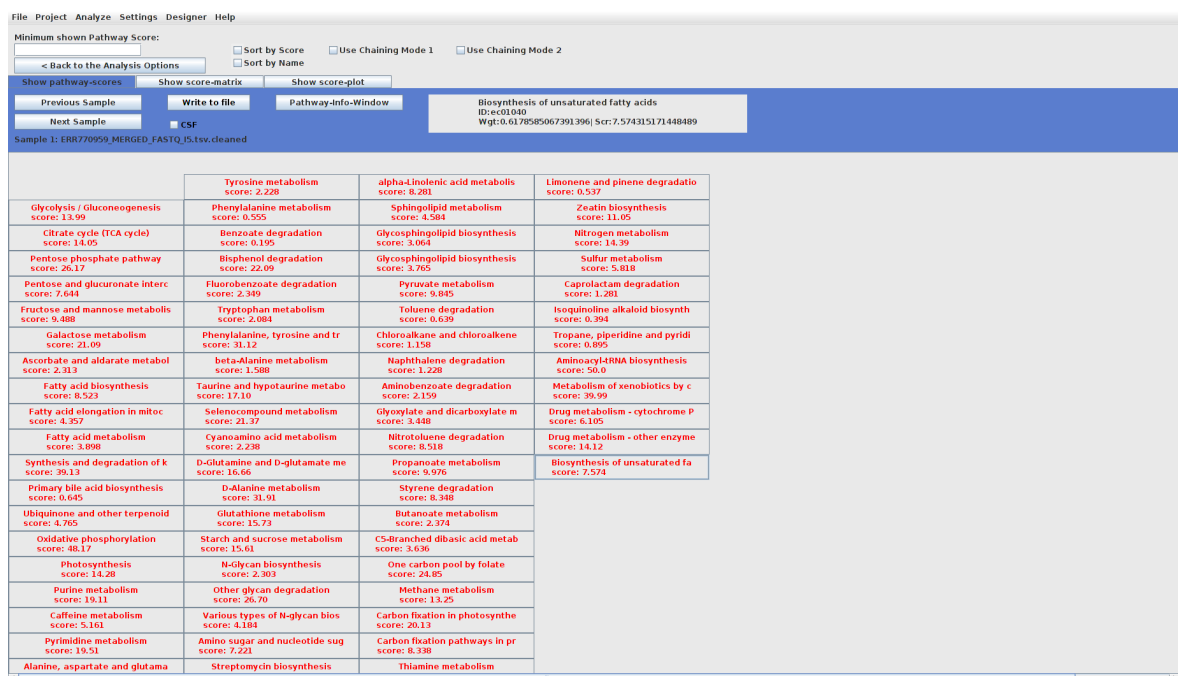 File Project Analyze Settings Designer Help
Minimum shown Pathway Score:
Sort by Score Use Chaining Mode 1 Use Chaining Mode 2
< Back to the Analysis Options Sort by Name
Show pathway-scores Show score-matrix Show score-plot
Previous Sample Write to file Pathway-Info-Window
Next Sample CSF
Biosynthesis of unsaturated fatty acids
ID:ec01040
Wgt:0.6178585067391396| Scr:7.574315171448489
Sample 1: ERR770959_MERGED_FASTQ_I5.tsv.cleaned
Glycolysis / Gluconeogenesis
score: 13.99
Citrate cycle (TCA cycle)
score: 14.05
Pentose phosphate pathway
score: 26.17
Pentose and glucuronate interc
score: 7.644
Fructose and mannose metabolis
score: 9.488
Galactose metabolism
score: 21.09
Ascorbate and aldarate metabol
score: 2.313
Fatty acid biosynthesis
score: 8.523
Fatty acid elongation in mitoc
score: 4.357
Fatty acid metabolism
score: 3.898
Synthesis and degradation of k
score: 39.13
Primary bile acid biosynthesis
score: 0.645
Ubiquinone and other terpenoid
score: 4.765
Oxidative phosphorylation
score: 48.17
Photosynthesis
score: 14.28
Purine metabolism
score: 19.11
Caffeine metabolism
score: 5.161
Pyrimidine metabolism
score: 19.51
Alanine, aspartate and glutama
Tyrosine metabolism
score: 2.228
Phenylalanine metabolism
score: 0.555
Benzoate degradation
score: 0.195
Bisphenol degradation
score: 22.09
Fluorobenzoate degradation
score: 2.349
Tryptophan metabolism
score: 2.084
Phenylalanine, tyrosine and tr
score: 31.12
beta-Alanine metabolism
score: 1.588
Taurine and hypotaurine metabo
score: 17.10
Selenocompound metabolism
score: 21.37
Cyanoamino acid metabolism
score: 2.238
D-Glutamine and D-glutamate me
score: 16.66
D-Alanine metabolism
score: 31.91
Glutathione metabolism
score: 15.73
Starch and sucrose metabolism
score: 15.61
N-Glycan biosynthesis
score: 2.303
Other glycan degradation
score: 26.70
Various types of N-glycan bios
score: 4.184
Amino sugar and nucleotide sug
score: 7.221
Streptomycin biosynthesis
alpha-Linolenic acid metabolis
score: 8.281
Sphingolipid metabolism
score: 4.584
Glycosphingolipid biosynthesis
score: 3.064
Glycosphingolipid biosynthesis
score: 3.765
Pyruvate metabolism
score: 9.845
Toluene degradation
score: 0.639
Chloroalkane and chloroalkene
score: 1.158
Naphthalene degradation
score: 1.228
Aminobenzoate degradation
score: 2.159
Glyoxylate and dicarboxylate m
score: 3.448
Nitrotoluene degradation
score: 8.518
Propanoate metabolism
score: 9.976
Styrene degradation
score: 8.348
Butanoate metabolism
score: 2.374
C5-Branched dibasic acid metab
score: 3.636
One carbon pool by folate
score: 24.85
Methane metabolism
score: 13.25
Carbon fixation in photosynthe
score: 20.13
Carbon fixation pathways in pr
score: 8.338
Thiamine metabolism
Limonene and pinene degradatio
score: 0.537
Zeatin biosynthesis
score: 11.05
Nitrogen metabolism
score: 14.39
Sulfur metabolism
score: 5.818
Caprolactam degradation
score: 1.281
Isoquinoline alkaloid biosynth
score: 0.394
Tropane, piperidine and pyridi
score: 0.895
Aminoacyl-tRNA biosynthesis
score: 50.0
Metabolism of xenobiotics by c
score: 39.99
Drug metabolism - cytochrome P
score: 6.105
Drug metabolism - other enzyme
score: 14.12
Biosynthesis of unsaturated fa
score: 7.574